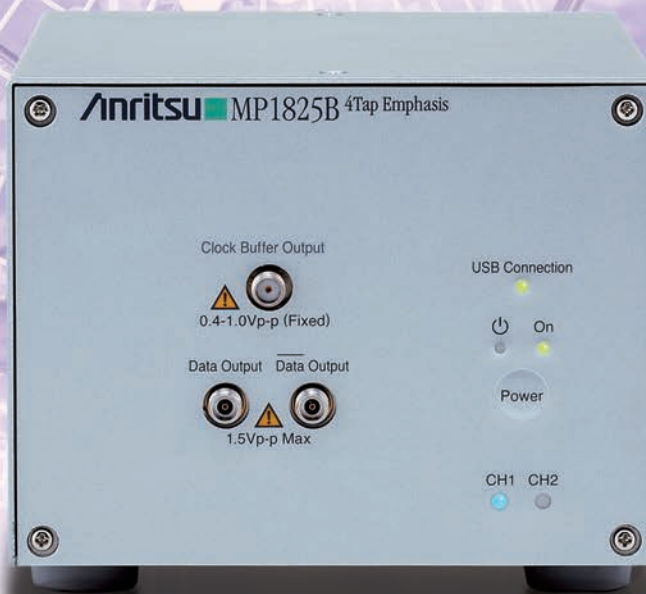 Anritsu MP1825B 4Tap Emphasis
Clock Buffer Output
0.4-1.0Vp-p (Fixed)
Data Output Data Output
1.5Vp-p Max
USB Connection
On
Power
CH1 CH2